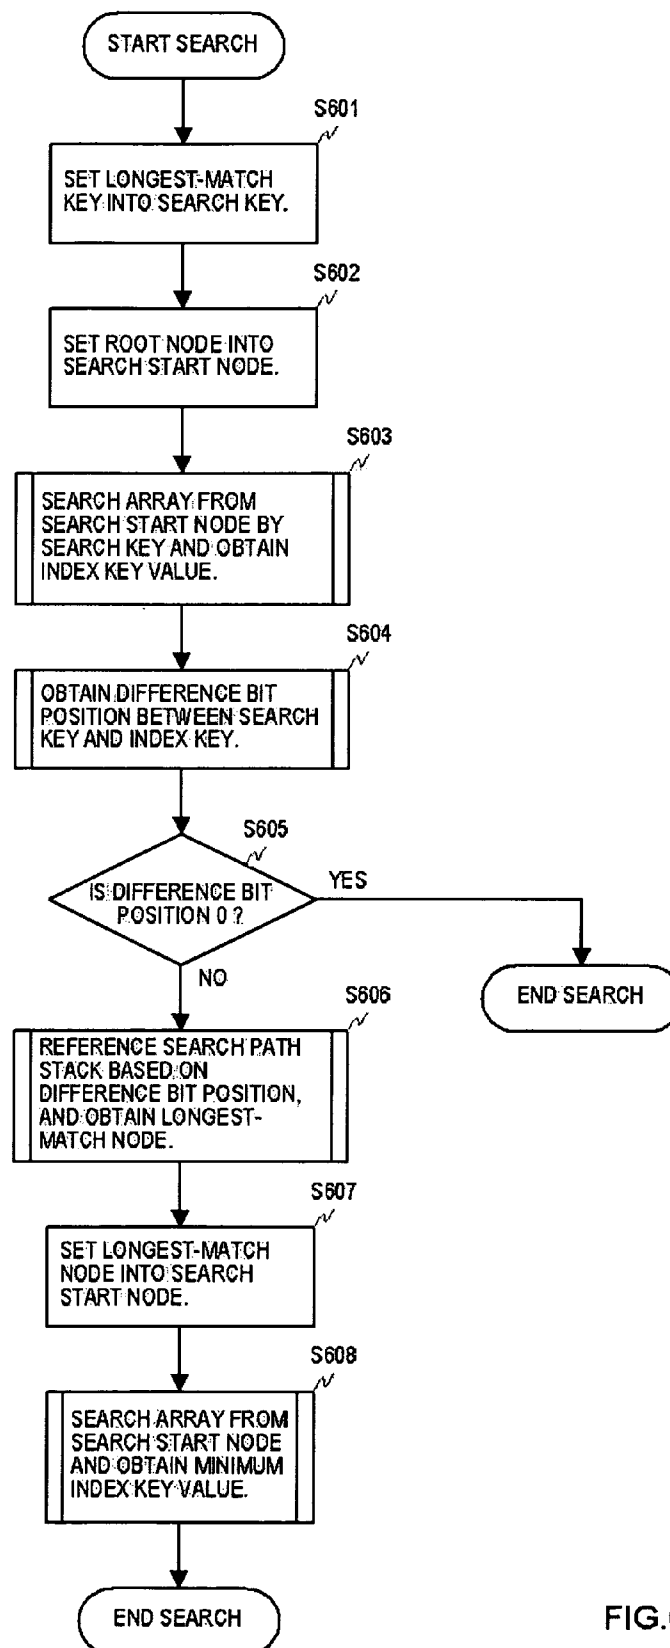 START SEARCH
S601
SET LONGEST-MATCH
KEY INTO SEARCH KEY.
S602
SET ROOT NODE INTO
SEARCH START NODE.
S603
SEARCH ARRAY FROM
SEARCH START NODE BY
SEARCH KEY AND OBTAIN
INDEX KEY VALUE.
S604
OBTAIN DIFFERENCE BIT
POSITION BETWEEN SEARCH
KEY AND INDEX KEY.
S605
IS DIFFERENCE BIT
POSITION 0 ?
YES
NO
END SEARCH
S606
REFERENCE SEARCH PATH
STACK BASED ON
DIFFERENCE BIT POSITION,
AND OBTAIN LONGEST-
MATCH NODE.
S607
SET LONGEST-MATCH
NODE INTO SEARCH
START NODE.
S608
SEARCH ARRAY FROM
SEARCH START NODE
AND OBTAIN MINIMUM
INDEX KEY VALUE.
END SEARCH
FIG.